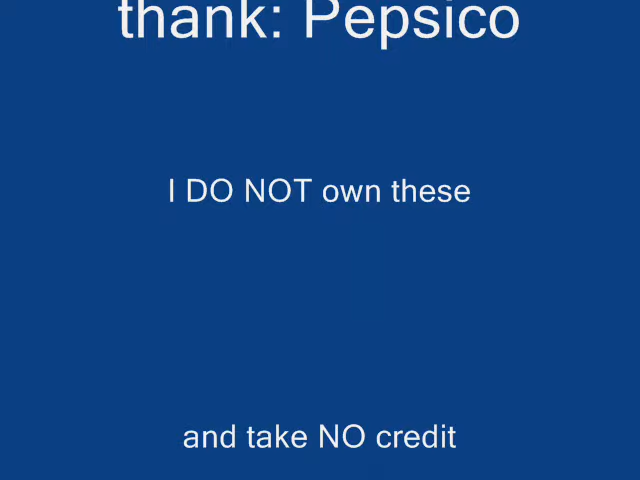 thank: Pepsico
I DO NOT own these
and take NO credit